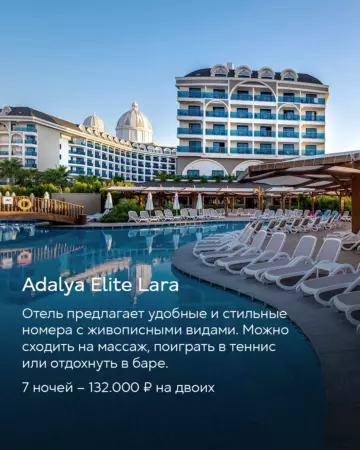 Adalya Elite Lara
Отель предлагает удобные и стильные
номера с живописными видами. Можно
сходить на массаж, поиграть в теннис
или отдохнуть в баре.
7 ночей – 132.000 ₽ на двоих